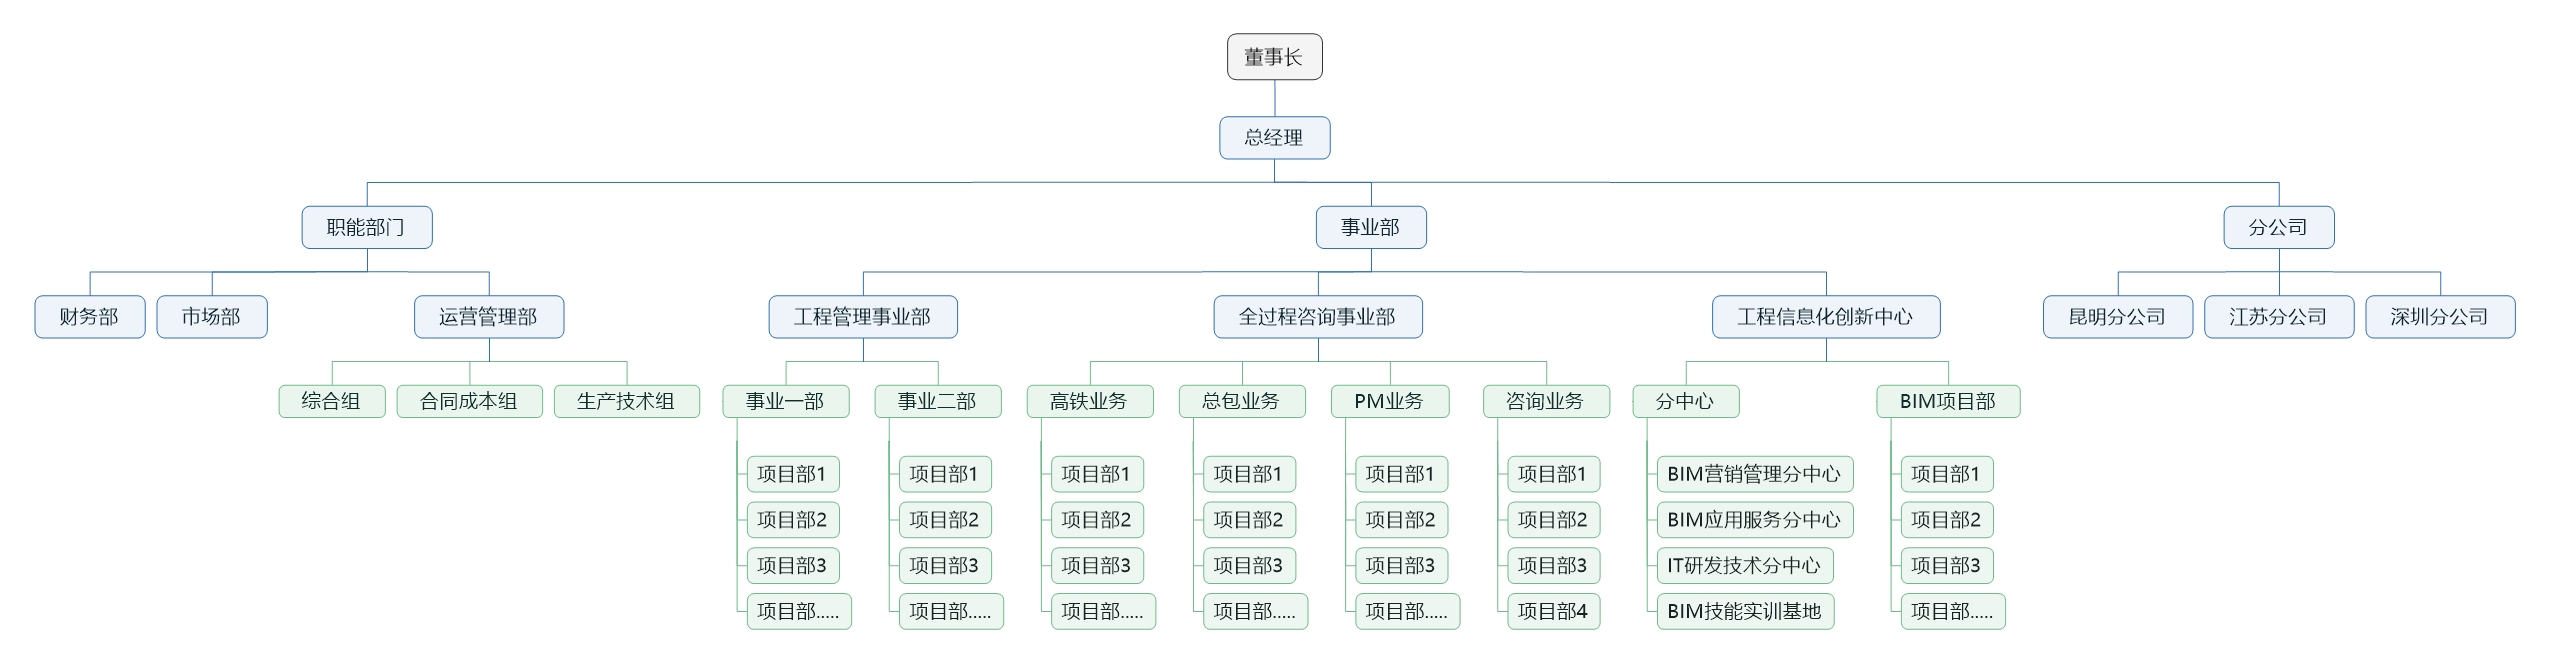 董事长
总经理
职能部门
事业部
分公司
财务部
市场部
运营管理部
工程管理事业部
全过程咨询事业部
工程信息化创新中心
昆明分公司
江苏分公司
深圳分公司
综合组
合同成本组
生产技术组
事业一部
事业二部
高铁业务
总包业务
PM业务
咨询业务
分中心
BIM项目部
项目部1
项目部2
项目部3
项目部.....
项目部1
项目部2
项目部3
项目部.....
项目部1
项目部2
项目部3
项目部.....
项目部1
项目部2
项目部3
项目部.....
项目部1
项目部2
项目部3
项目部.....
项目部1
项目部2
项目部3
项目部4
BIM营销管理分中心
BIM应用服务分中心
IT研发技术分中心
BIM技能实训基地
项目部1
项目部2
项目部3
项目部.....